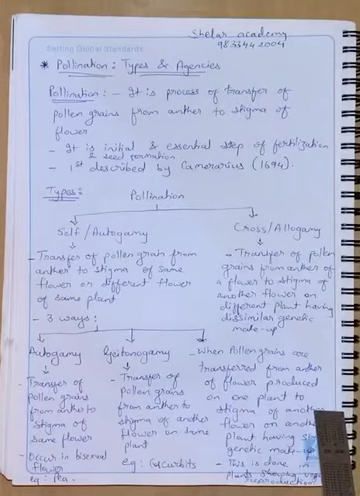 Shelar academy
9833442004
Setting Global Standards
* Pollination: Types & Agencies
Pollination :- It is process of transfer of
pollen grains from anther to stigma of
flower
- It is initial & essential step of fertilization
& seed formation
- 1st described by Camerarius (1694).
Types:
Pollination
Self/Autogamy
Cross/Allogamy
- Transfer of pollen grain from
anther to stigma of same
flower or different flower
of same plant
- 3 ways:
- Transfer of pollen
grains from anther of
a flower to stigma of
another flower on
different plant having
dissimilar genetic
make-up
Autogamy
- Transfer of
pollen grains
from anther to
stigma of
same flower
- Occur in bisexual
flower
eg: Pea.
Geitonogamy
- Transfer of
pollen grains
from anther to
stigma of another
flower on same
plant
eg: Cucurbits
- When Pollen grains are
transferred from anther
of flower produced
on one plant to
stigma of another
flower on another
plant having
genetic make-up
- This is done in
plants showing
reproduction